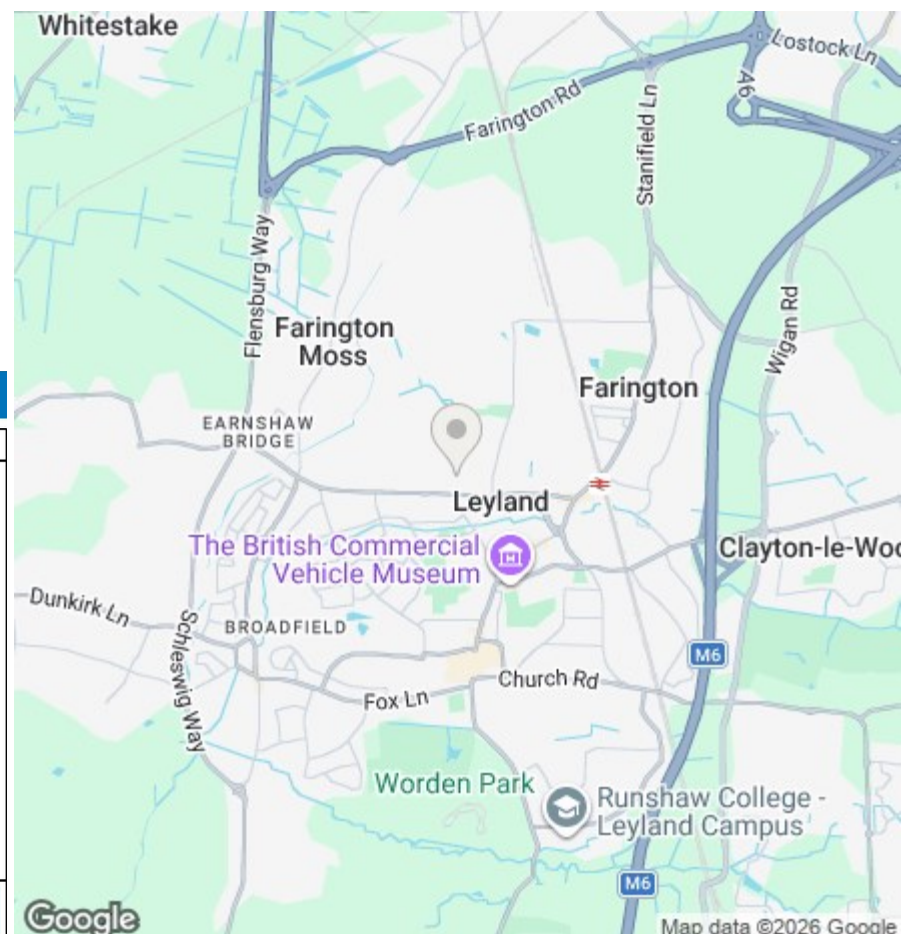 Whitestake
Lostock Ln
A6
Farington Rd
Stanifield Ln
Flensburg Way
Farington
Moss
Wigan Rd
Farington
EARNSHAW
BRIDGE
Leyland
The British Commercial
Vehicle Museum
Clayton-le-Woo
Dunkirk Ln
BROADFIELD
Schleswig Way
M6
Church Rd
Fox Ln
Worden Park
Runshaw College -
Leyland Campus
M6
Google
Map data ©2026 Google